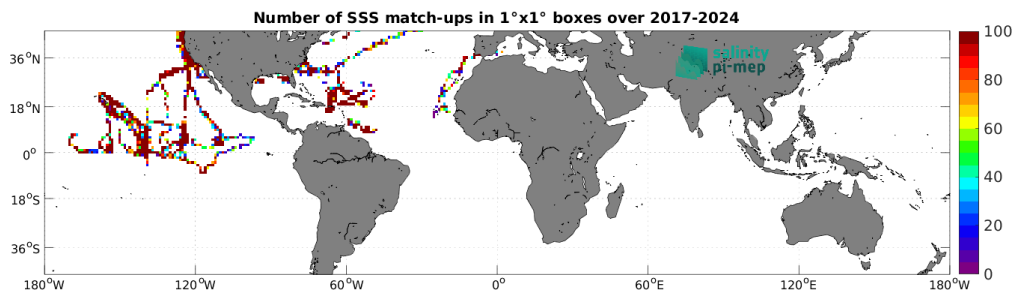 Number of SSS match-ups in 1°x1° boxes over 2017-2024
salinity
pi-mep
36°N
18°N
0°
18°S
36°S
180°W
120°W
60°W
0°
60°E
120°E
180°W
100
80
60
40
20
0